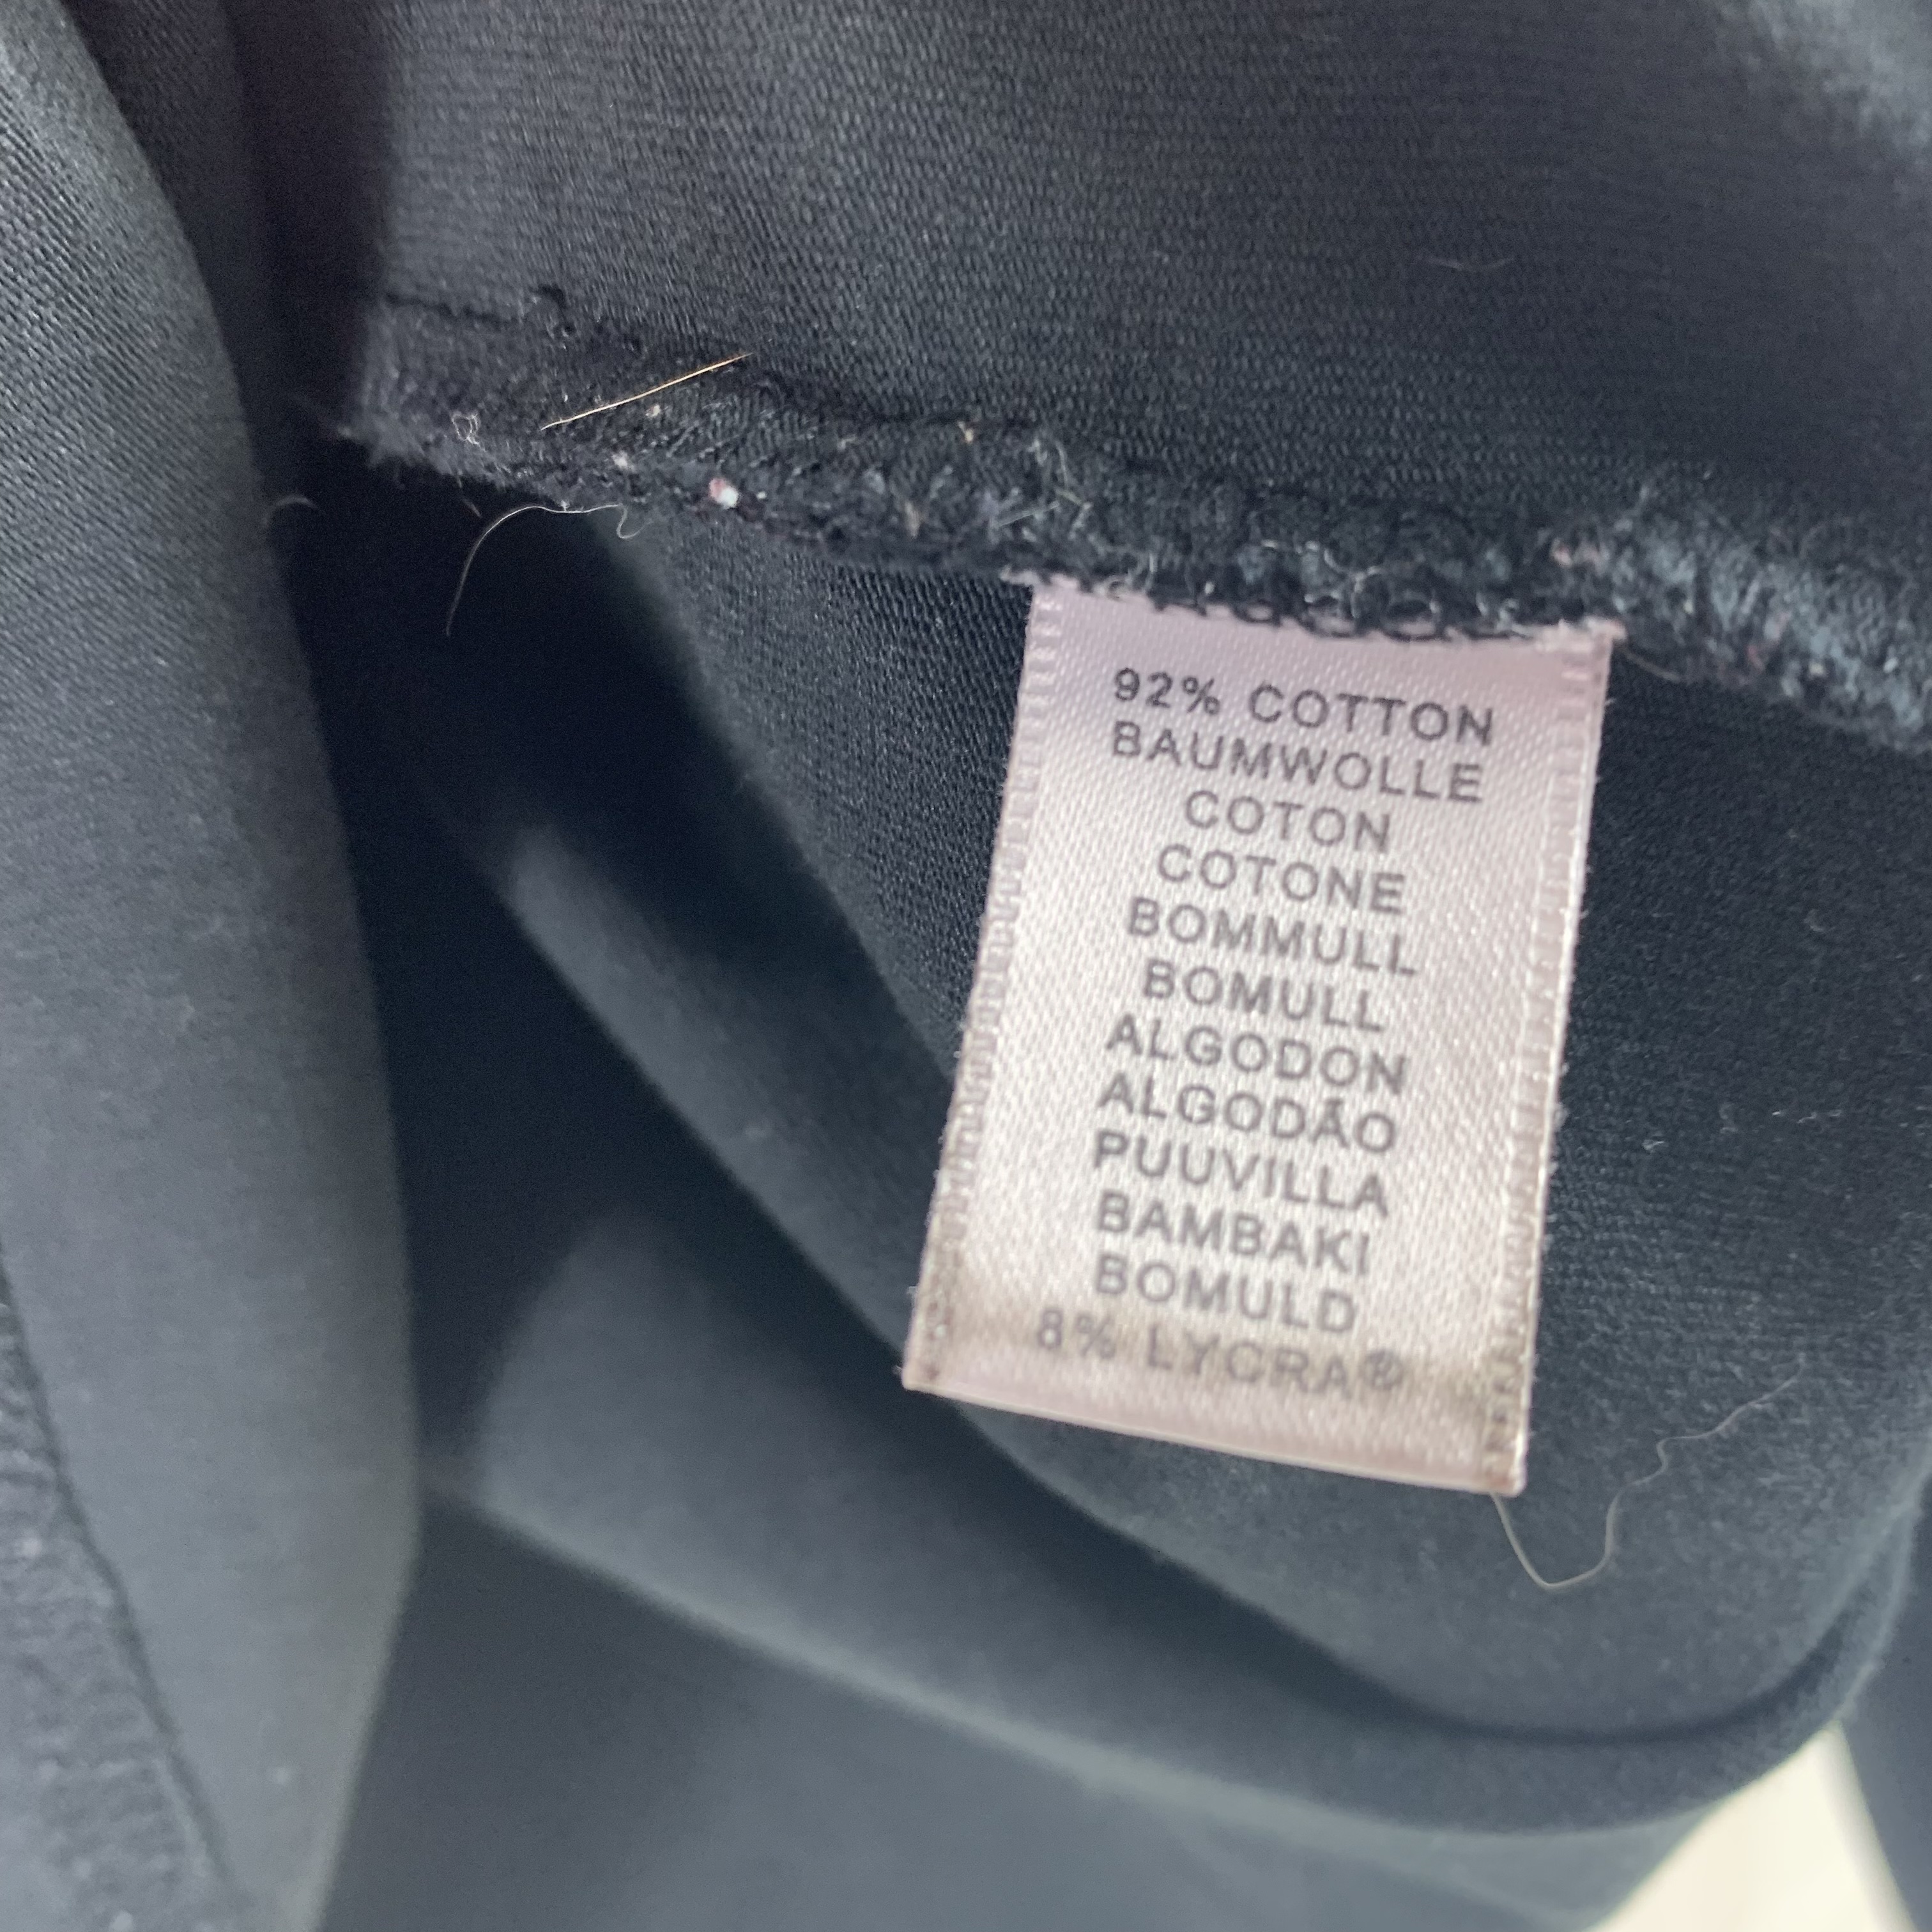 92% COTTON
BAUMWOLLE
COTON
COTONE
BOMMULL
BOMULL
ALGODON
ALGODÃO
PUUVILLA
BAMBAKI
BOMULD
8% LYCRA®